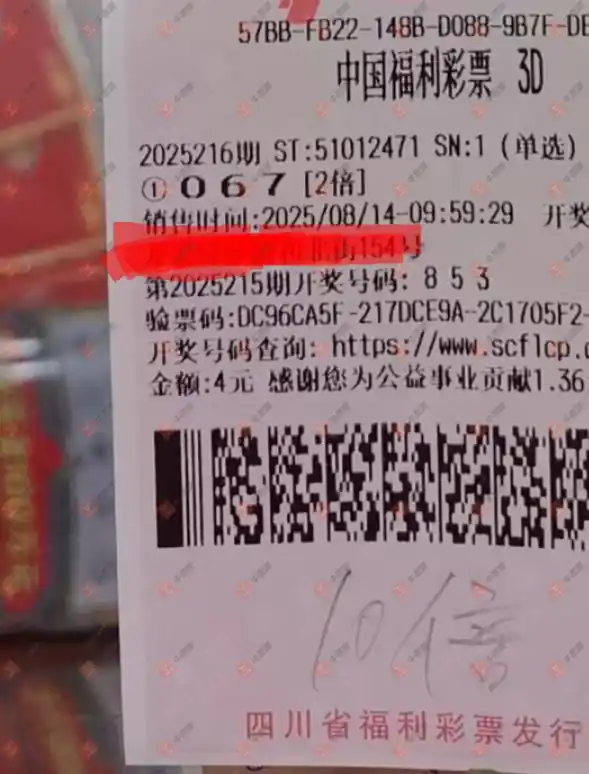 57BB-FB22-148B-D088-9B7F-DE
中国福利彩票 3D
2025216期 ST:51012471 SN:1 (单选)
① 0 6 7 [2倍]
销售时间:2025/08/14-09:59:29 开奖
街154号
第2025215期开奖号码: 8 5 3
验票码:DC96CA5F-217DCE9A-2C1705F2-
开奖号码查询: https://www.scflcp.c
金额:4元 感谢您为公益事业贡献1.36
10倍
四川省福利彩票发行